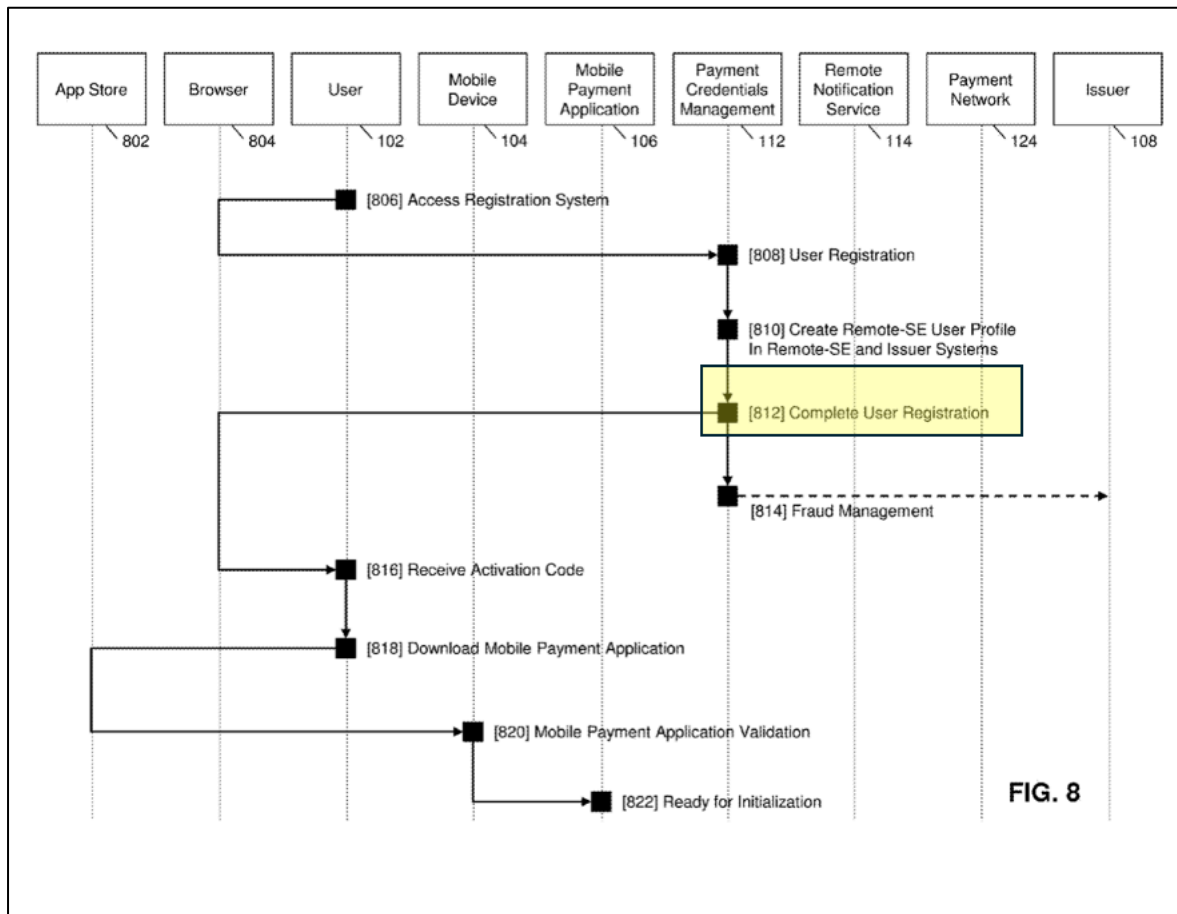 App Store
Browser
User
Mobile
Device
Mobile
Payment
Application
Payment
Credentials
Management
Remote
Notification
Service
Payment
Network
Issuer
802
804
102
104
106
112
114
124
108
[806] Access Registration System
[808] User Registration
[810] Create Remote-SE User Profile
In Remote-SE and Issuer Systems
[812] Complete User Registration
[814] Fraud Management
[816] Receive Activation Code
[818] Download Mobile Payment Application
[820] Mobile Payment Application Validation
[822] Ready for Initialization
FIG. 8